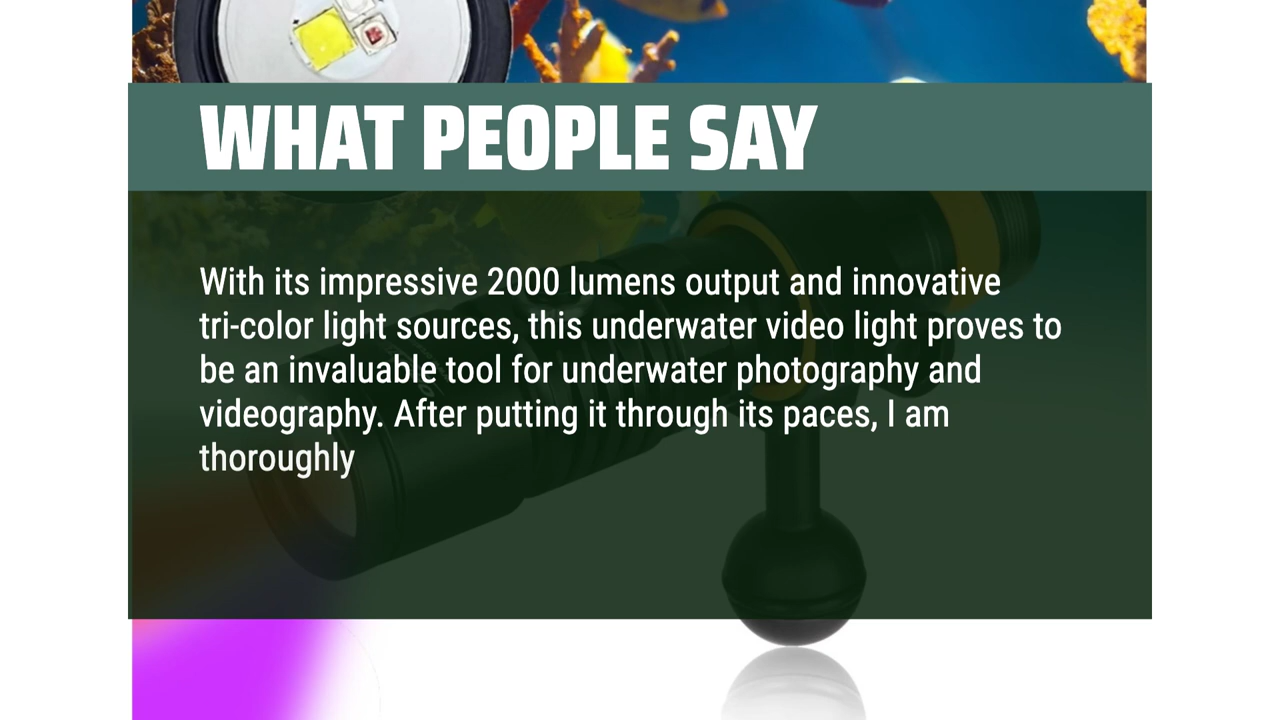 WHAT PEOPLE SAY
With its impressive 2000 lumens output and innovative
tri-color light sources, this underwater video light proves to
be an invaluable tool for underwater photography and
videography. After putting it through its paces, I am
thoroughly